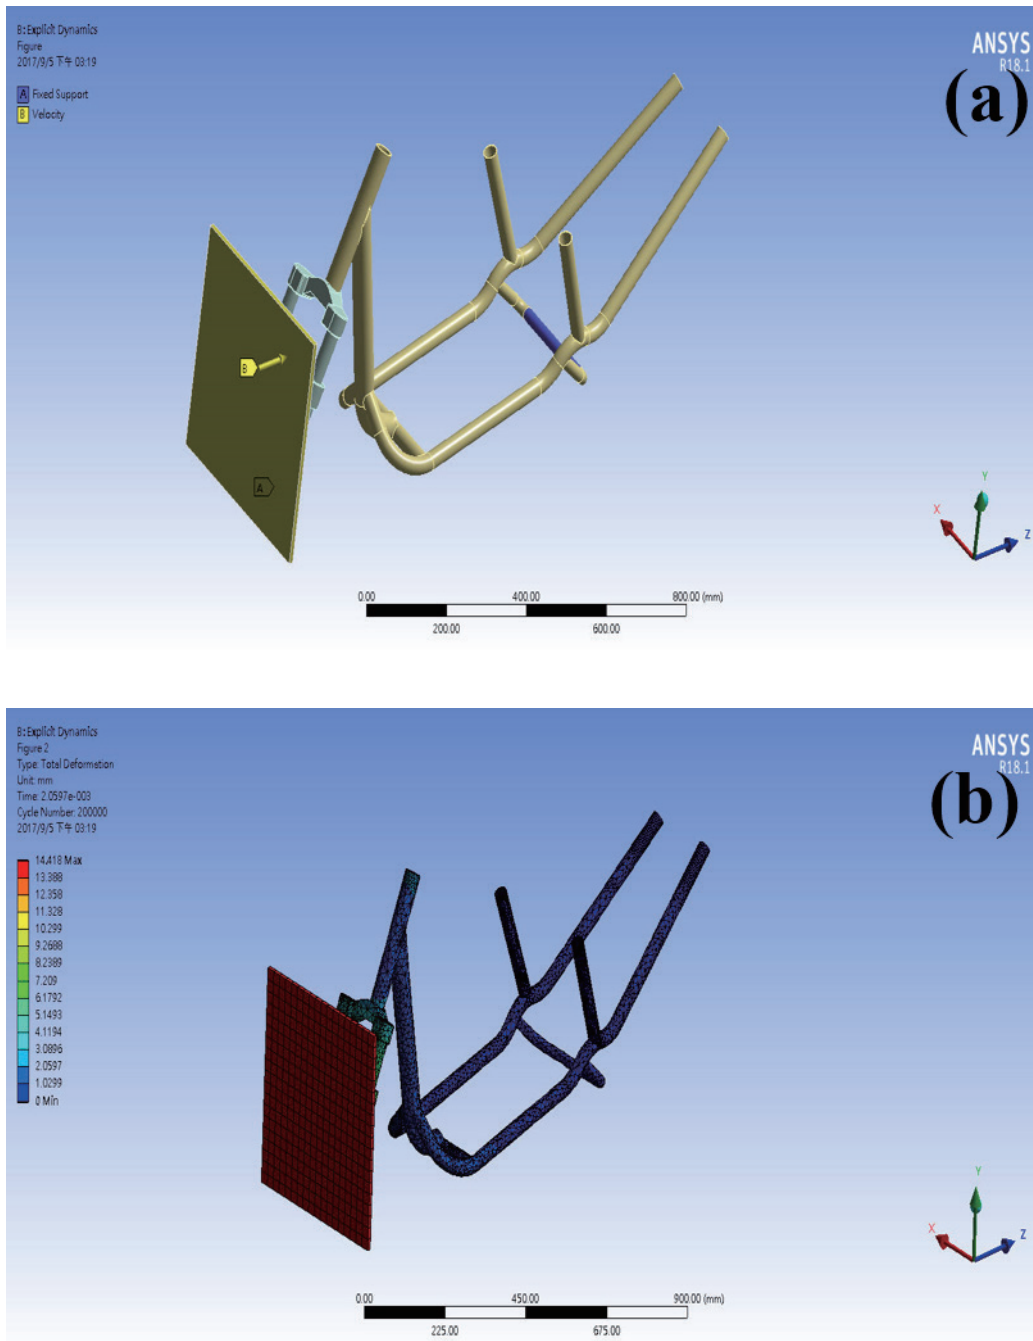 B: Explicit Dynamics
Figure
2017/9/5 下午 03:19
A Fixed Support
B Velocity
ANSYS
R18.1
(a)
B
A
Y
X
Z
0.00 400.00 800.00 (mm)
200.00 600.00
B: Explicit Dynamics
Figure 2
Type: Total Deformation
Unit: mm
Time: 2.0597e-003
Cycle Number: 200000
2017/9/5 下午 03:19
ANSYS
R18.1
(b)
14.418 Max
13.388
12.358
11.328
10.299
9.2688
8.2389
7.209
6.1792
5.1493
4.1194
3.0896
2.0597
1.0299
0 Min
Y
X
Z
0.00 450.00 900.00 (mm)
225.00 675.00